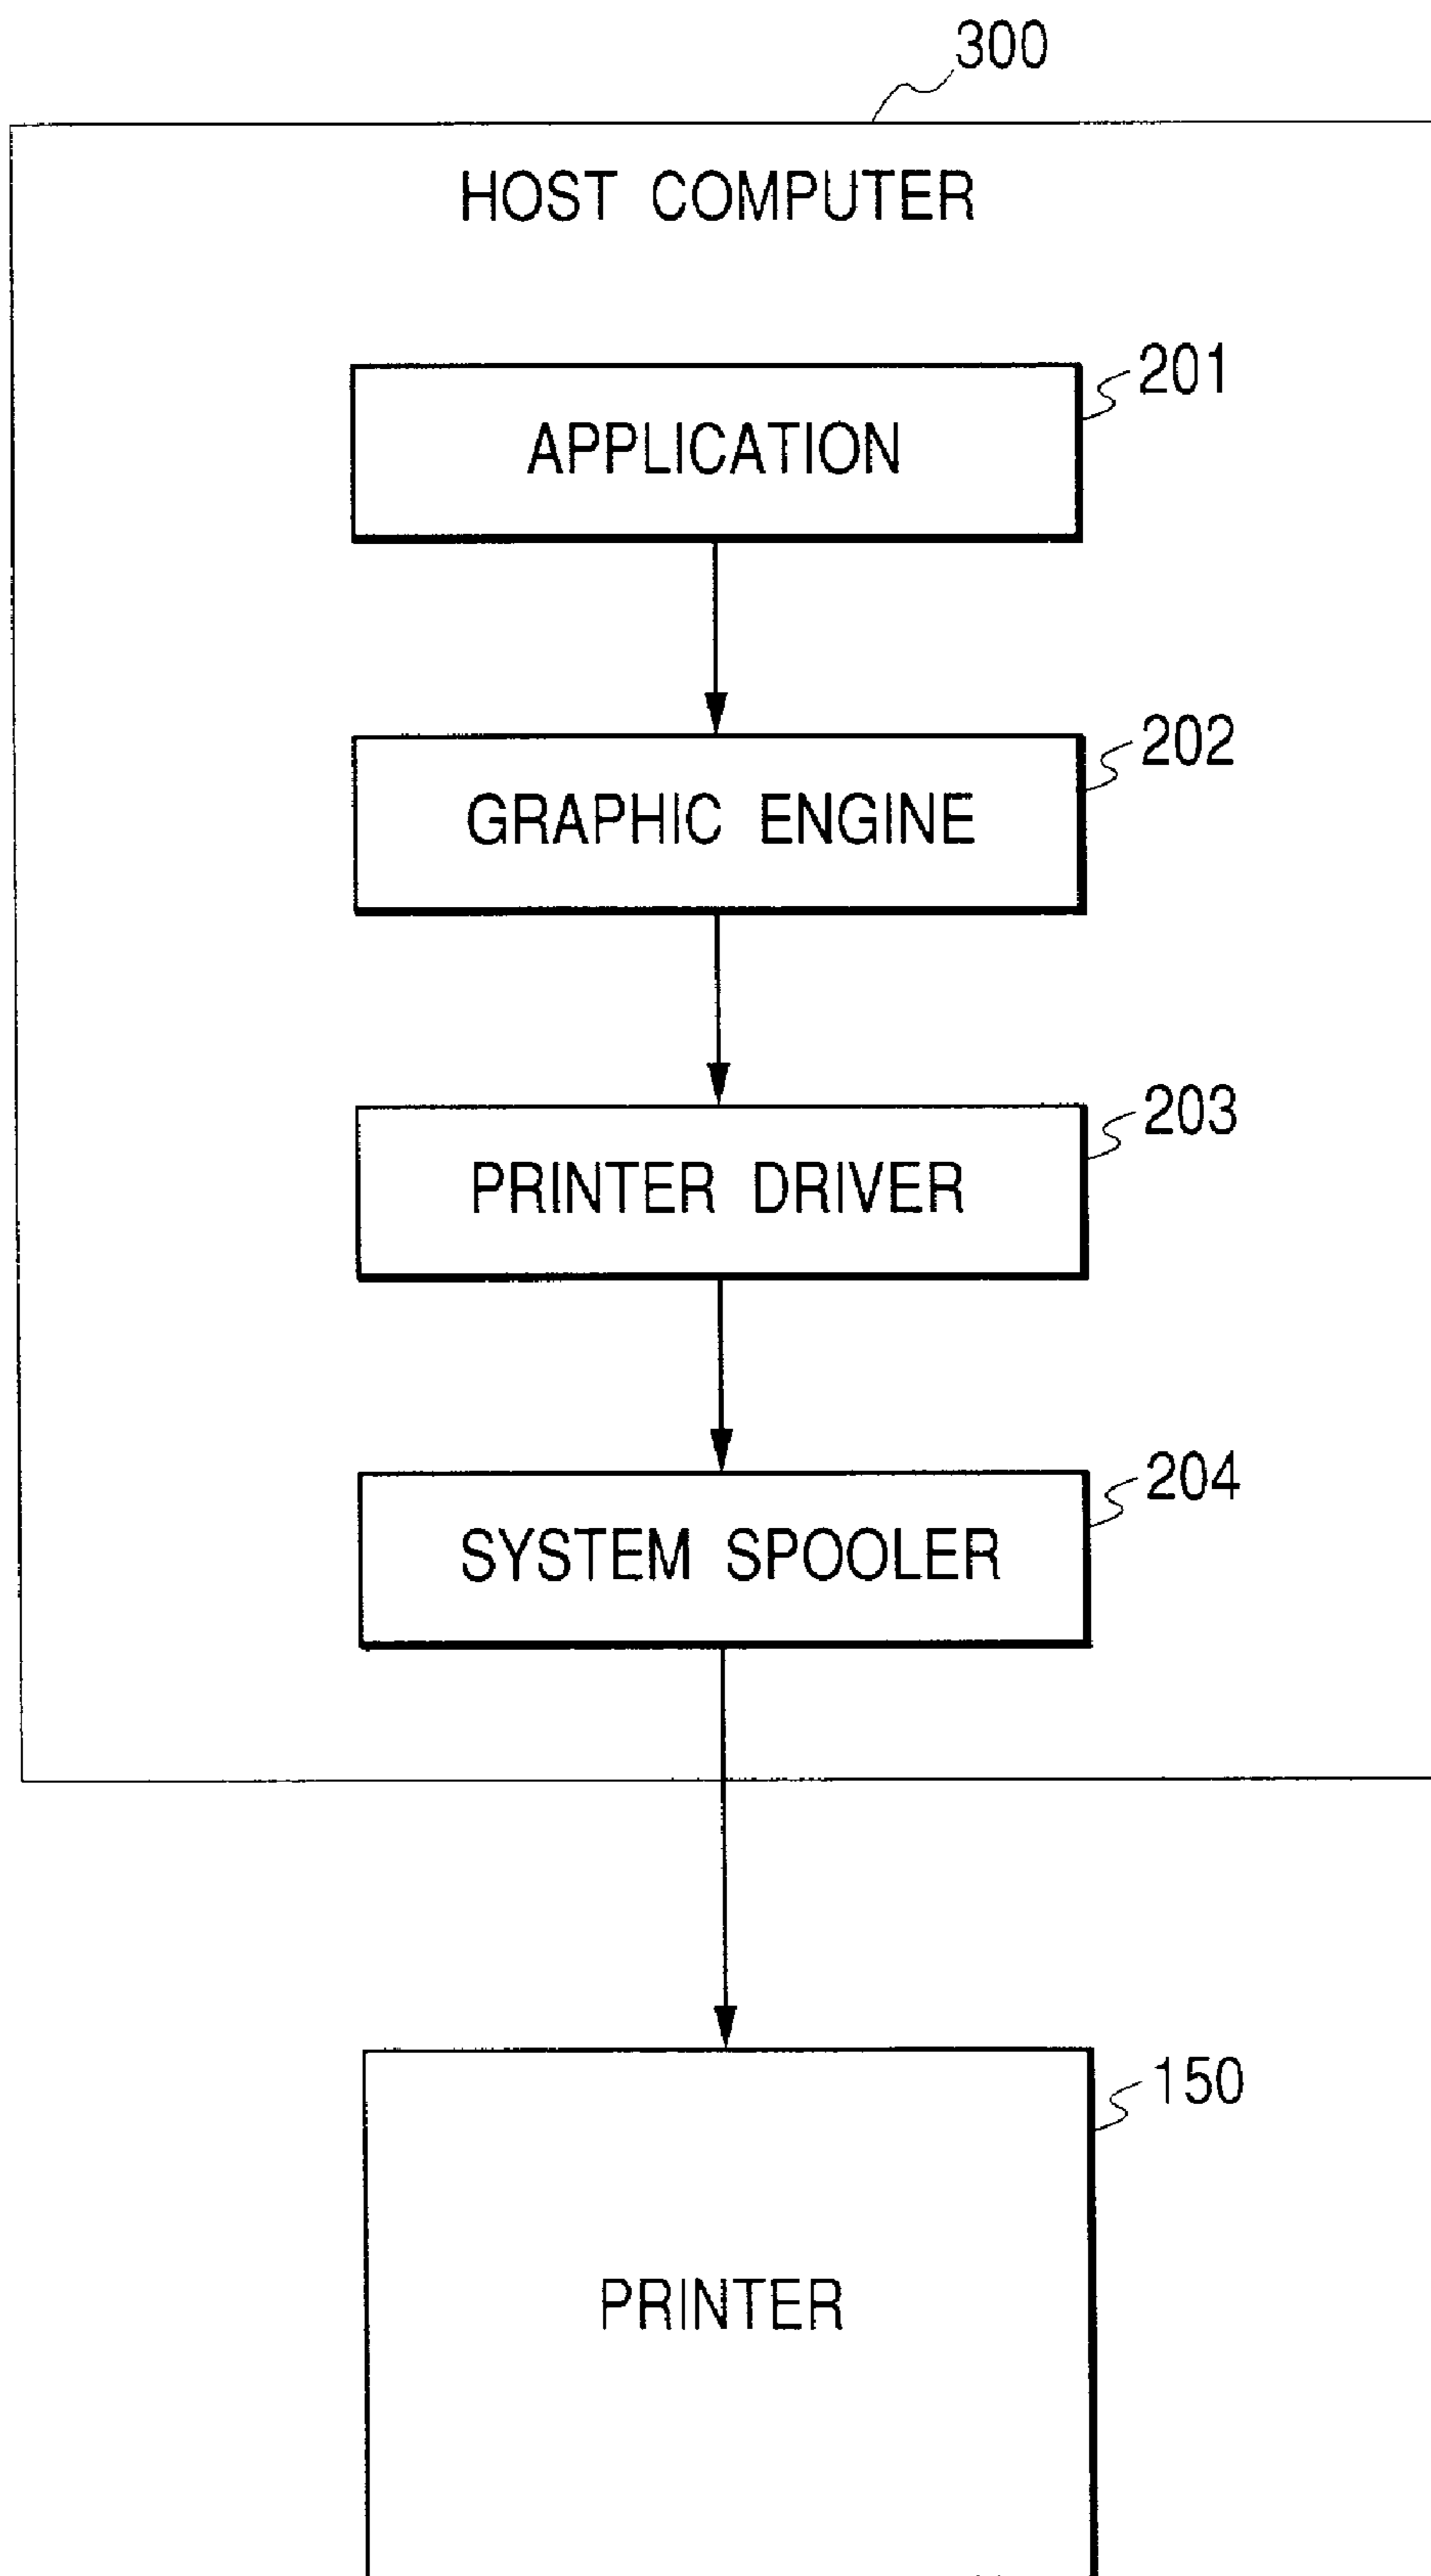 300
HOST COMPUTER
201
APPLICATION
202
GRAPHIC ENGINE
203
PRINTER DRIVER
204
SYSTEM SPOOLER
150
PRINTER